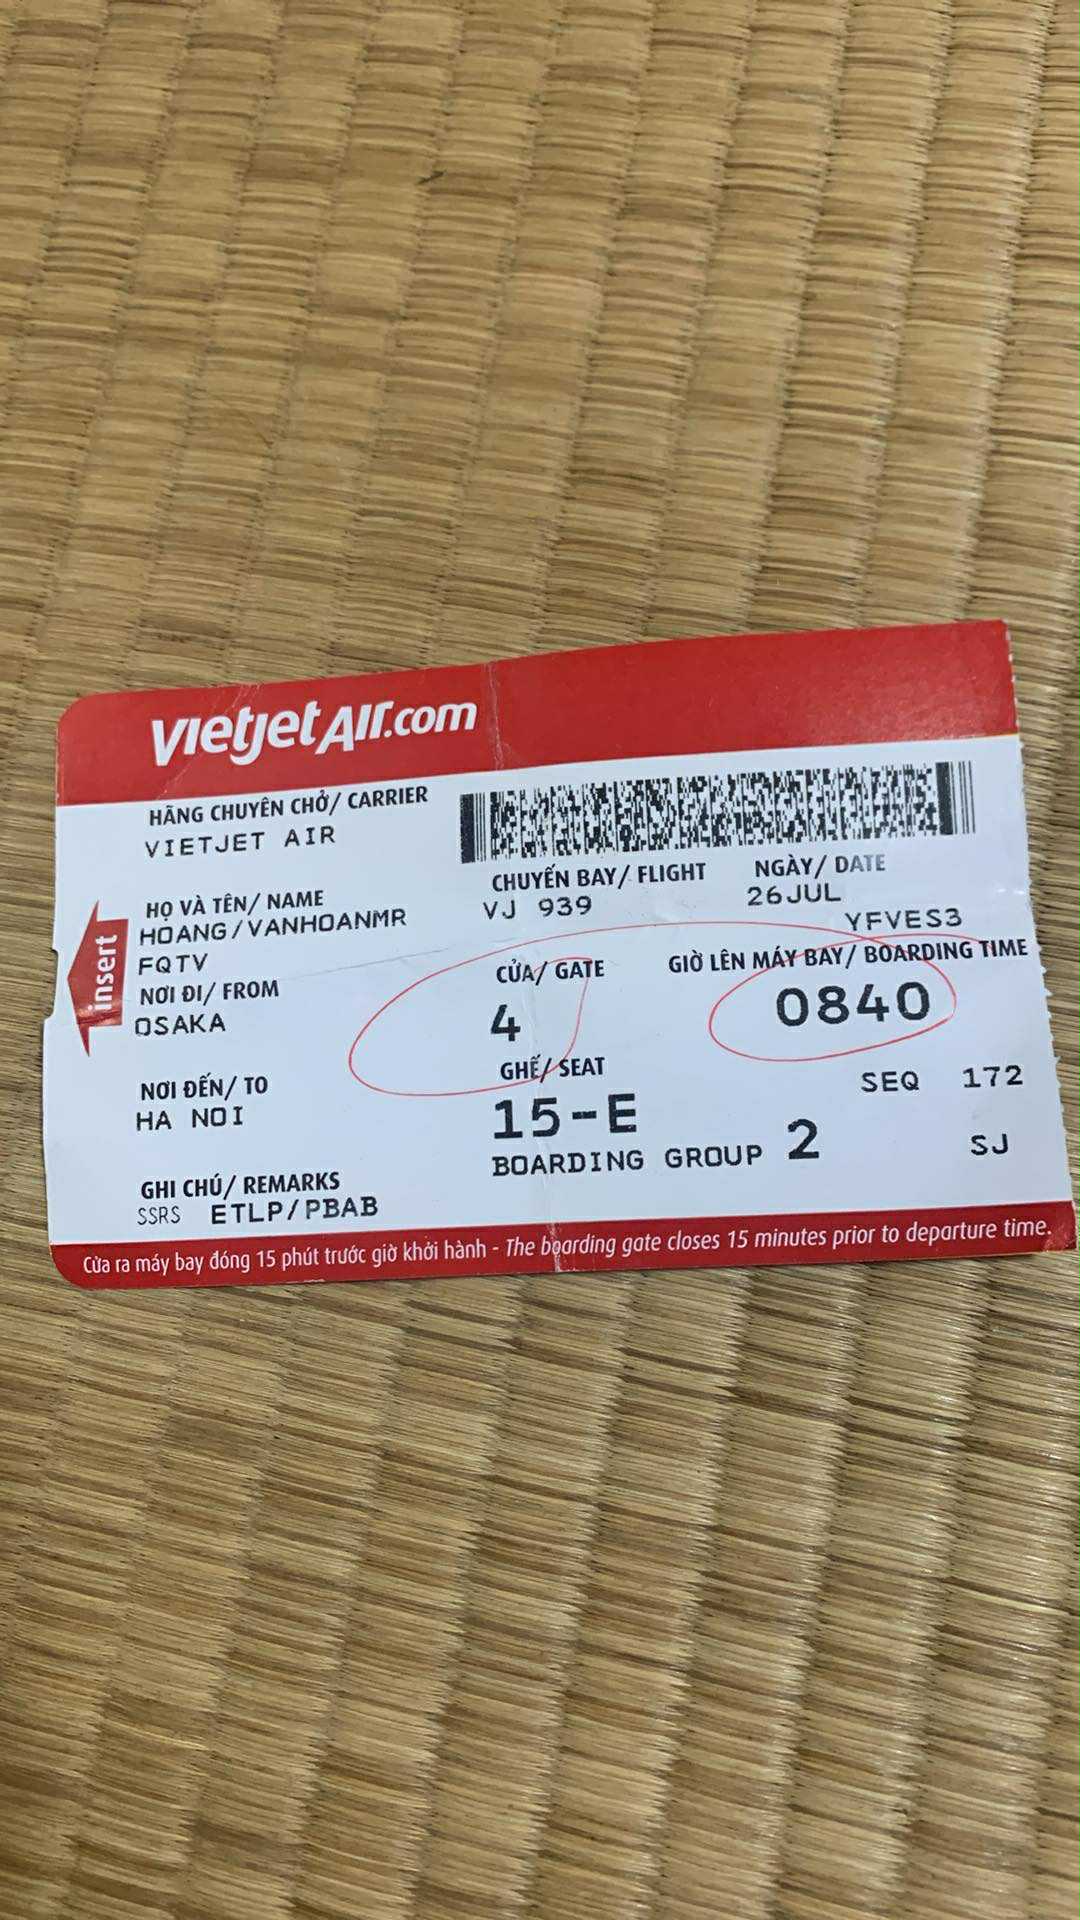 vietjetAir.com
HÃNG CHUYÊN CHỞ/ CARRIER
VIETJET AIR
HỌ VÀ TÊN/ NAME
HOANG/VANHOANMR
FQTV
NƠI ĐI/ FROM
OSAKA
NƠI ĐẾN/ TO
HA NOI
GHI CHÚ/ REMARKS
SSRS ETLP/PBAB
insert
CHUYẾN BAY/ FLIGHT
VJ 939
NGÀY/ DATE
26JUL
YFVES3
CỬA/ GATE
4
GIỜ LÊN MÁY BAY/ BOARDING TIME
0840
GHẾ/ SEAT
15-E
SEQ 172
BOARDING GROUP 2
SJ
Cửa ra máy bay đóng 15 phút trước giờ khởi hành - The boarding gate closes 15 minutes prior to departure time.